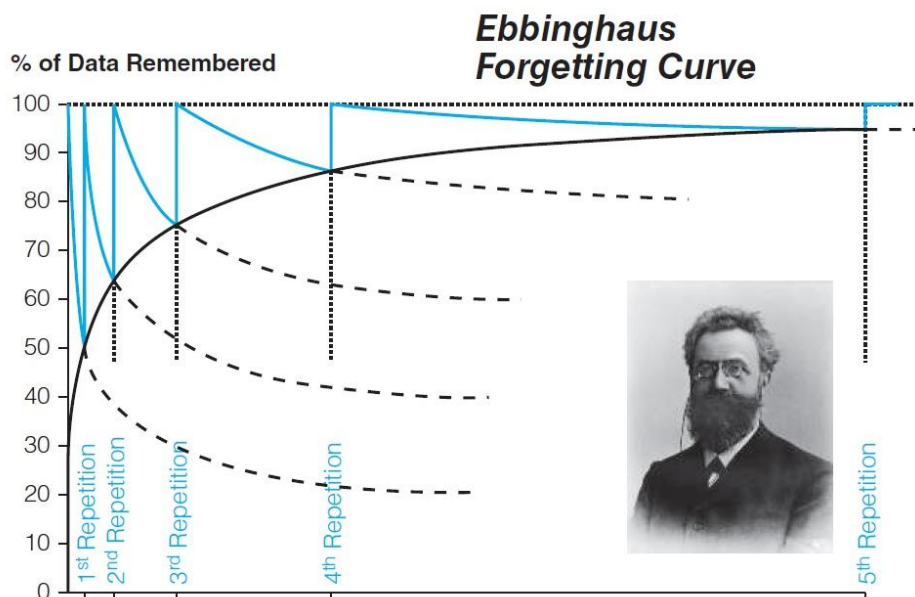 Ebbinghaus
Forgetting Curve
% of Data Remembered
100
90
80
70
60
50
40
30
20
10
0
1st Repetition
2nd Repetition
3rd Repetition
4th Repetition
5th Repetition